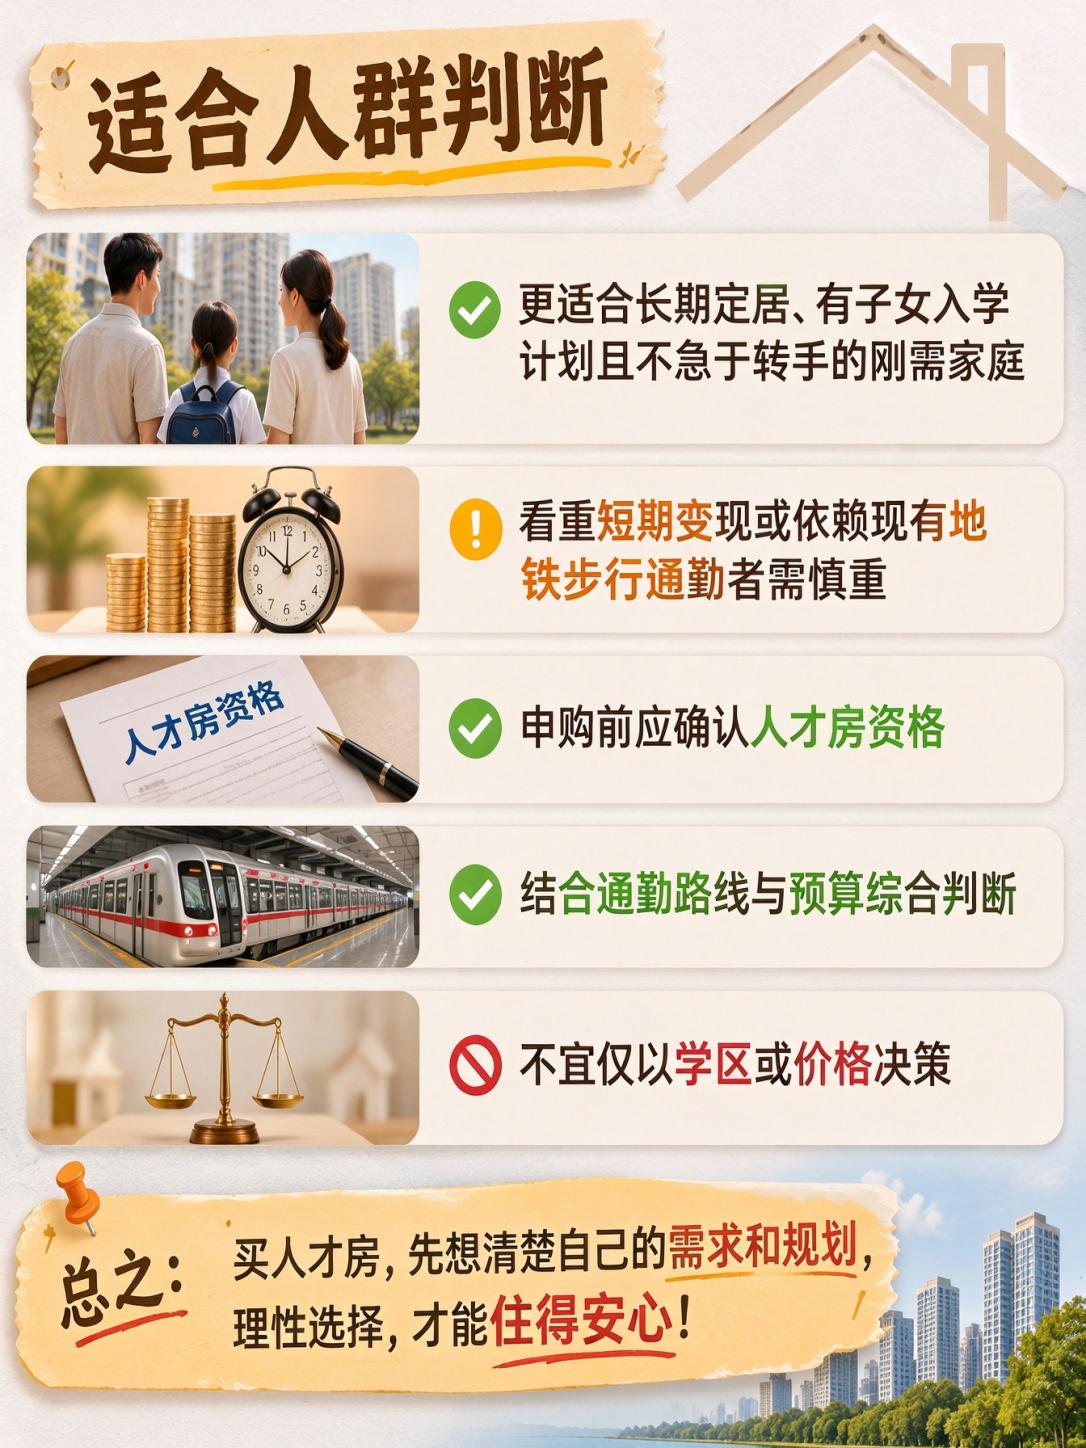 适合人群判断
更适合长期定居、有子女入学
计划且不急于转手的刚需家庭
看重短期变现或依赖现有地
铁步行通勤者需慎重
人才房资格
申购前应确认人才房资格
结合通勤路线与预算综合判断
不宜仅以学区或价格决策
总之：
买人才房，先想清楚自己的需求和规划，
理性选择，才能住得安心！